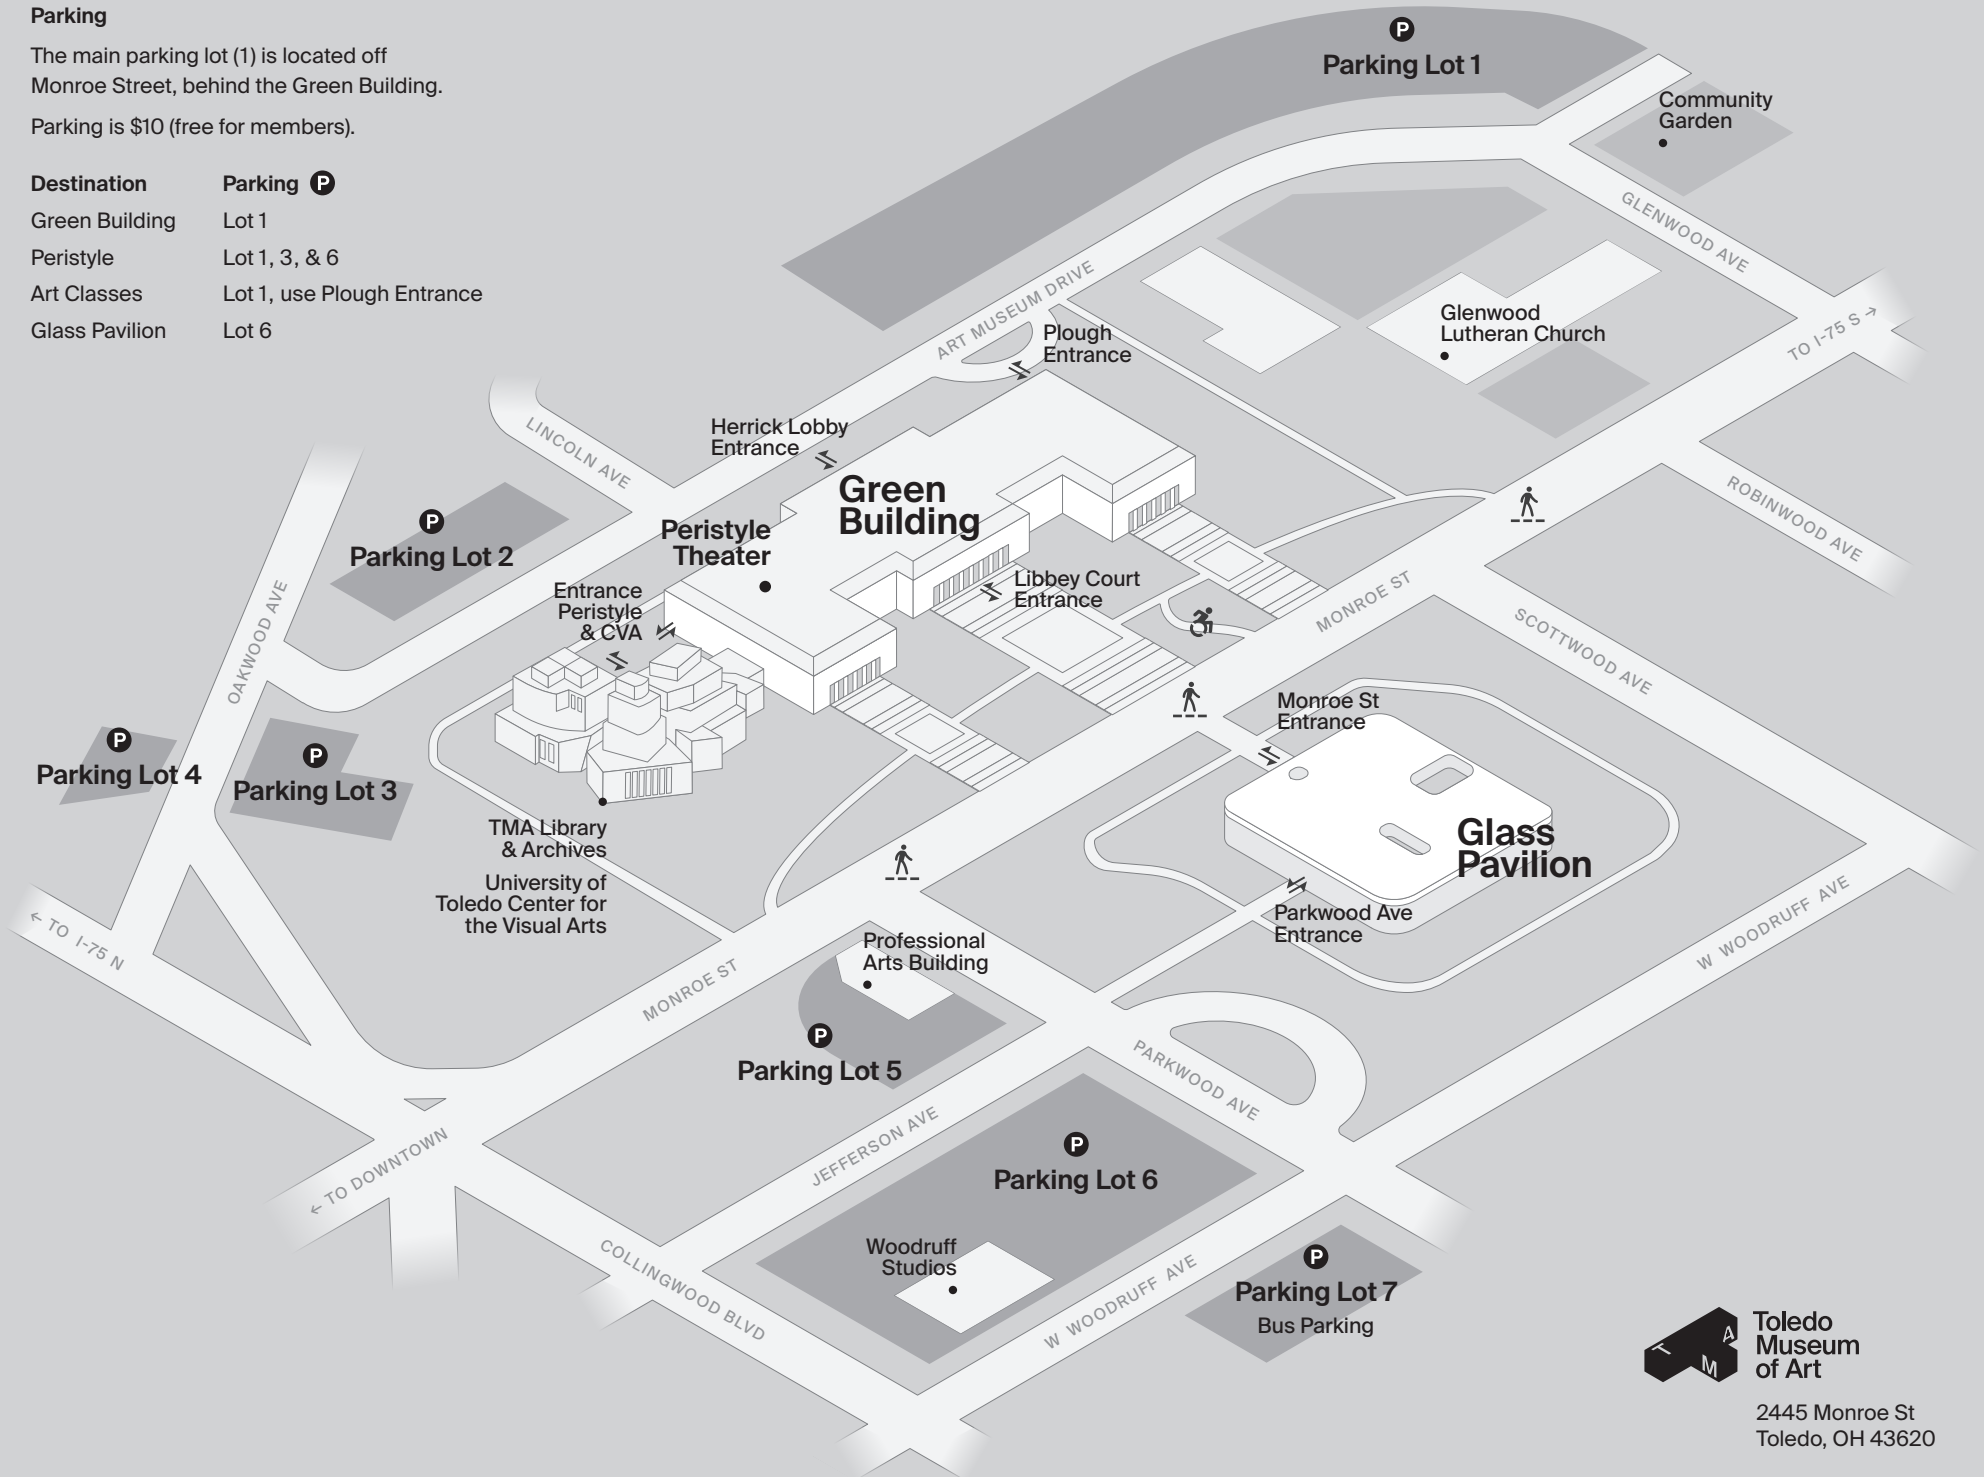 Parking
The main parking lot (1) is located off
Monroe Street, behind the Green Building.
Parking is $10 (free for members).
Destination Parking P
Green Building Lot 1
Peristyle Lot 1, 3, & 6
Art Classes Lot 1, use Plough Entrance
Glass Pavilion Lot 6
P
Parking Lot 1
Community
Garden
GLENWOOD AVE
ART MUSEUM DRIVE
Glenwood
Lutheran Church
TO I-75 S →
Plough
Entrance
Herrick Lobby
Entrance
LINCOLN AVE
Green
Building
ROBINWOOD AVE
P
Parking Lot 2
Peristyle
Theater
Entrance
Peristyle
& CVA
Libbey Court
Entrance
MONROE ST
SCOTTWOOD AVE
OAKWOOD AVE
Monroe St
Entrance
P
Parking Lot 4
P
Parking Lot 3
TMA Library
& Archives
University of
Toledo Center for
the Visual Arts
Glass
Pavilion
Parkwood Ave
Entrance
W WOODRUFF AVE
← TO I-75 N
Professional
Arts Building
MONROE ST
P
Parking Lot 5
PARKWOOD AVE
JEFFERSON AVE
← TO DOWNTOWN
P
Parking Lot 6
Woodruff
Studios
COLLINGWOOD BLVD
W WOODRUFF AVE
P
Parking Lot 7
Bus Parking
T M A
Toledo
Museum
of Art
2445 Monroe St
Toledo, OH 43620